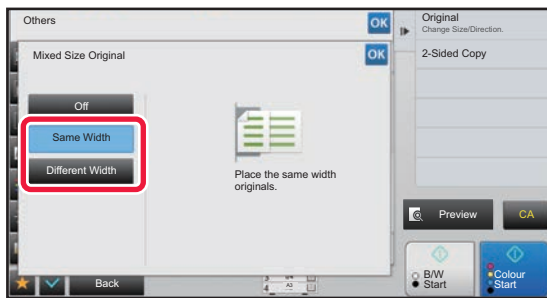 Others
OK
Original
Change Size/Direction.
Mixed Size Original
OK
2-Sided Copy
Off
Same Width
Different Width
Place the same width
originals.
Preview
CA
Back
B/W
Start
Colour
Start